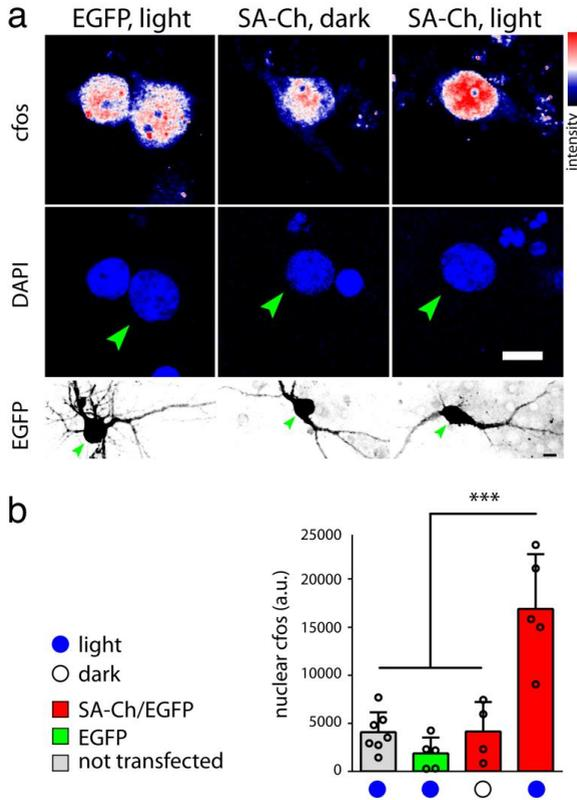 a
EGFP, light
SA-Ch, dark
SA-Ch, light
cfos
intensity
DAPI
EGFP
b
***
25000
20000
15000
10000
5000
0
nuclear cfos (a.u.)
light
dark
SA-Ch/EGFP
EGFP
not transfected